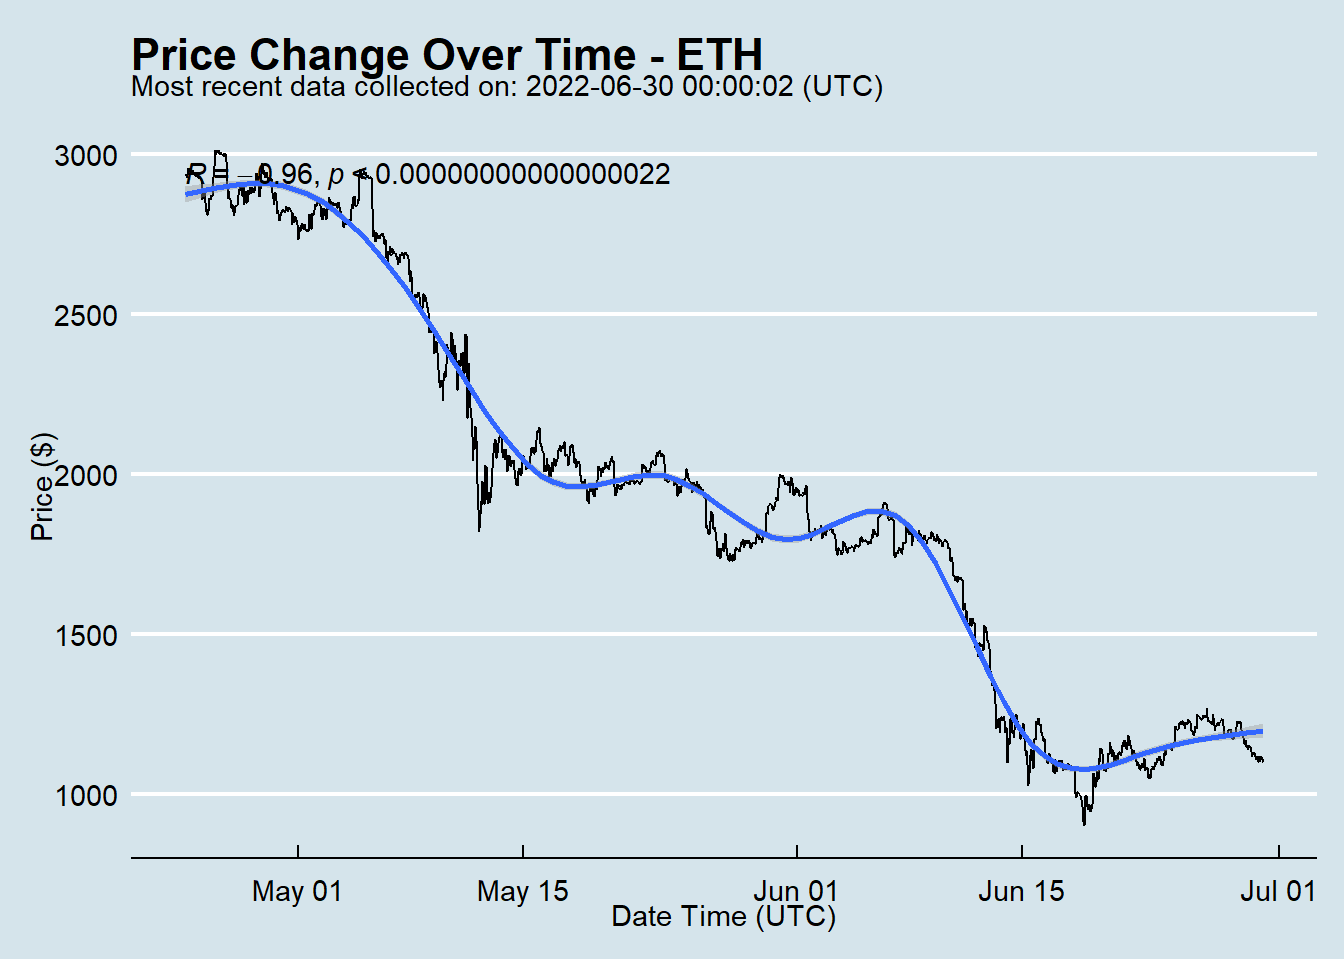 Price Change Over Time - ETH
Most recent data collected on: 2022-06-30 00:00:02 (UTC)
R = −0.96, p < 0.00000000000000022
3000
2500
2000
1500
1000
Price ($)
May 01
May 15
Jun 01
Jun 15
Jul 01
Date Time (UTC)